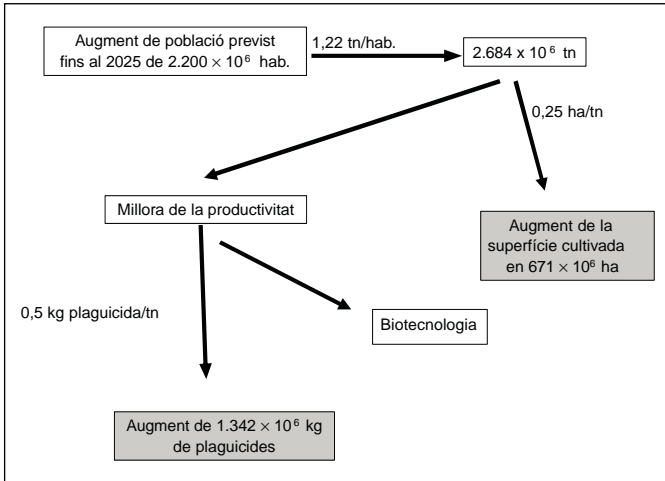 Augment de població previst
fins al 2025 de 2.200 × 10⁶ hab.
1,22 tn/hab.
2.684 x 10⁶ tn
0,25 ha/tn
Millora de la productivitat
Augment de la
superfície cultivada
en 671 × 10⁶ ha
0,5 kg plaguicida/tn
Biotecnologia
Augment de 1.342 × 10⁶ kg
de plaguicides